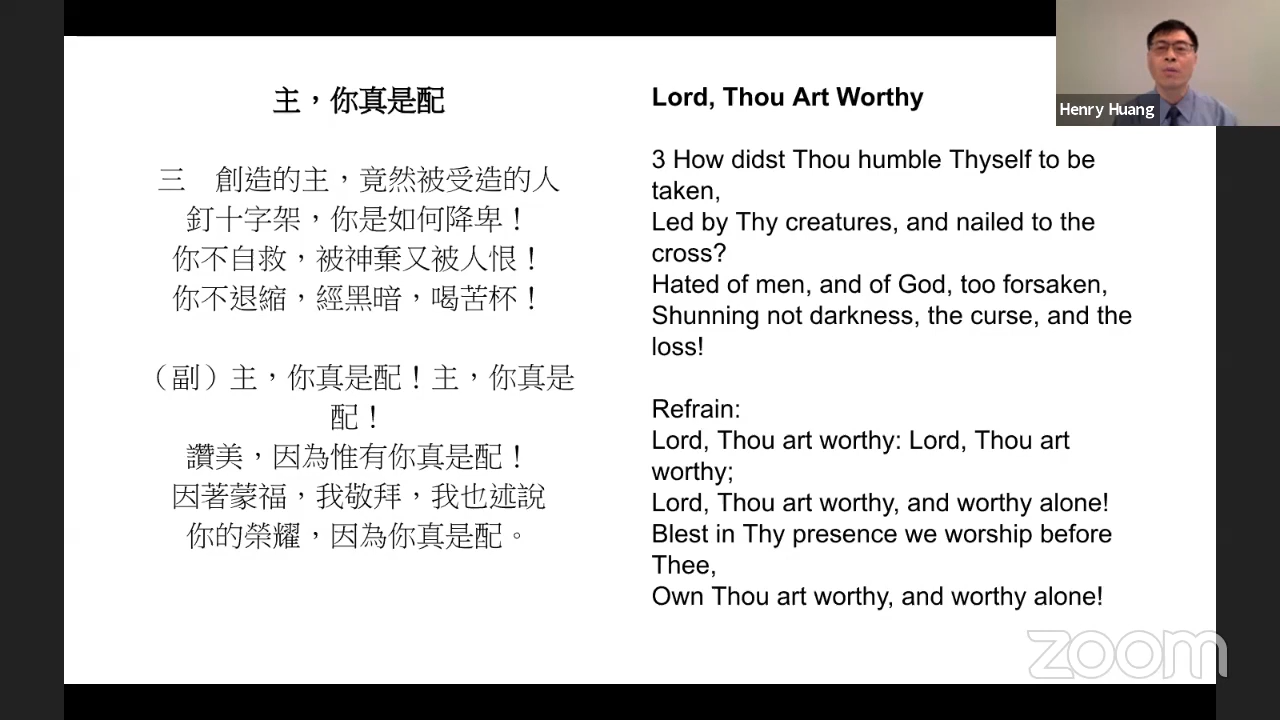 主，你真是配
三　創造的主，竟然被受造的人
釘十字架，你是如何降卑！
你不自救，被神棄又被人恨！
你不退縮，經黑暗，喝苦杯！
（副）主，你真是配！主，你真是
配！
讚美，因為惟有你真是配！
因著蒙福，我敬拜，我也述說
你的榮耀，因為你真是配。
Lord, Thou Art Worthy
3 How didst Thou humble Thyself to be
taken,
Led by Thy creatures, and nailed to the
cross?
Hated of men, and of God, too forsaken,
Shunning not darkness, the curse, and the
loss!
Refrain:
Lord, Thou art worthy: Lord, Thou art
worthy;
Lord, Thou art worthy, and worthy alone!
Blest in Thy presence we worship before
Thee,
Own Thou art worthy, and worthy alone!
Henry Huang
zoom